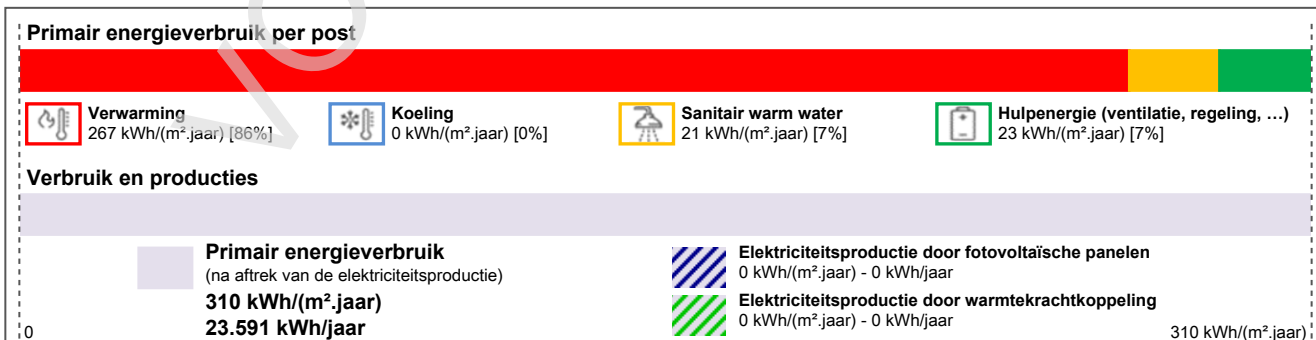 Primair energieverbruik per post
Verwarming
267 kWh/(m².jaar) [86%]
Koeling
0 kWh/(m².jaar) [0%]
Sanitair warm water
21 kWh/(m².jaar) [7%]
Hulpenergie (ventilatie, regeling, …)
23 kWh/(m².jaar) [7%]
Verbruik en producties
Primair energieverbruik
(na aftrek van de elektriciteitsproductie)
310 kWh/(m².jaar)
23.591 kWh/jaar
Elektriciteitsproductie door fotovoltaïsche panelen
0 kWh/(m².jaar) - 0 kWh/jaar
Elektriciteitsproductie door warmtekrachtkoppeling
0 kWh/(m².jaar) - 0 kWh/jaar
0
310 kWh/(m².jaar)